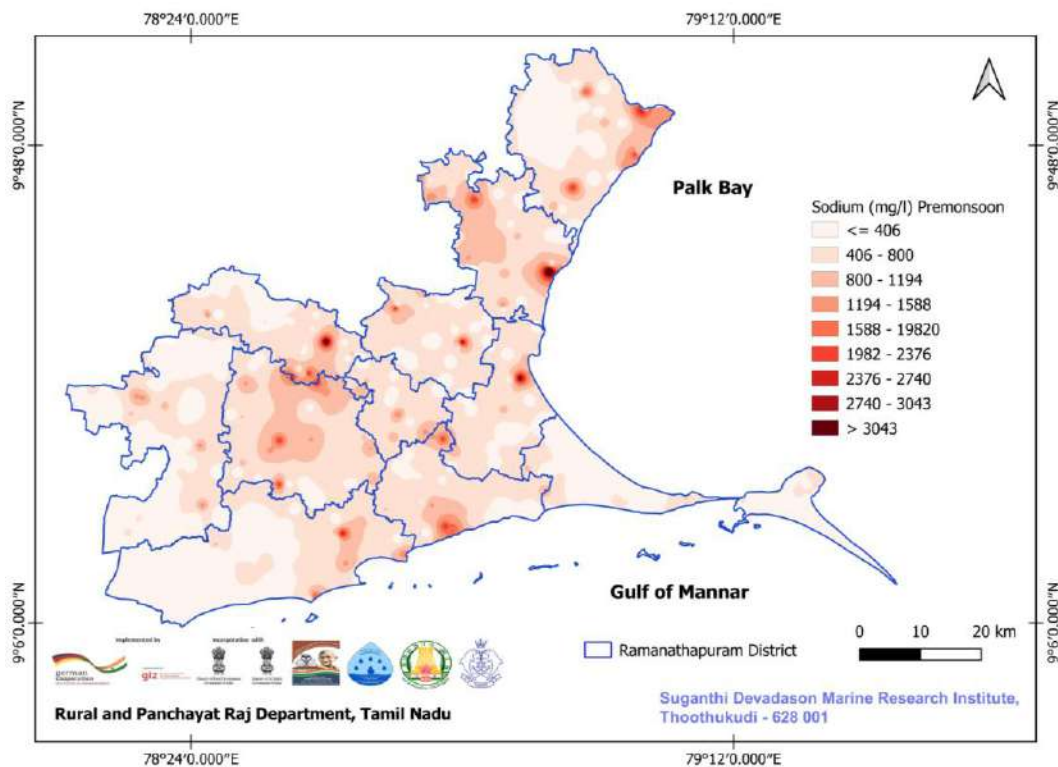 78°24′0.000″E
79°12′0.000″E
9°48′0.000″N
9°48′0.000″N
Palk Bay
Sodium (mg/l) Premonsoon
<= 406
406 - 800
800 - 1194
1194 - 1588
1588 - 19820
1982 - 2376
2376 - 2740
2740 - 3043
> 3043
Gulf of Mannar
9°6′0.000″N
9°6′0.000″N
0 10 20 km
Ramanathapuram District
Implemented by
german
giz
Rural and Panchayat Raj Department, Tamil Nadu
Suganthi Devadason Marine Research Institute,
Thoothukudi - 628 001
78°24′0.000″E
79°12′0.000″E